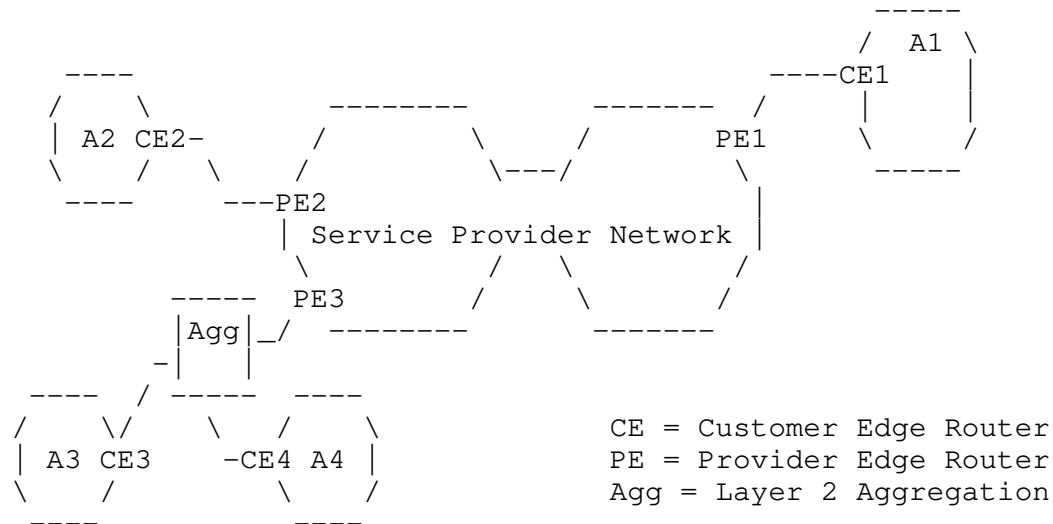 A1
CE1
A2 CE2
PE1
PE2
Service Provider Network
PE3
Agg
A3 CE3
CE4 A4
CE = Customer Edge Router
PE = Provider Edge Router
Agg = Layer 2 Aggregation